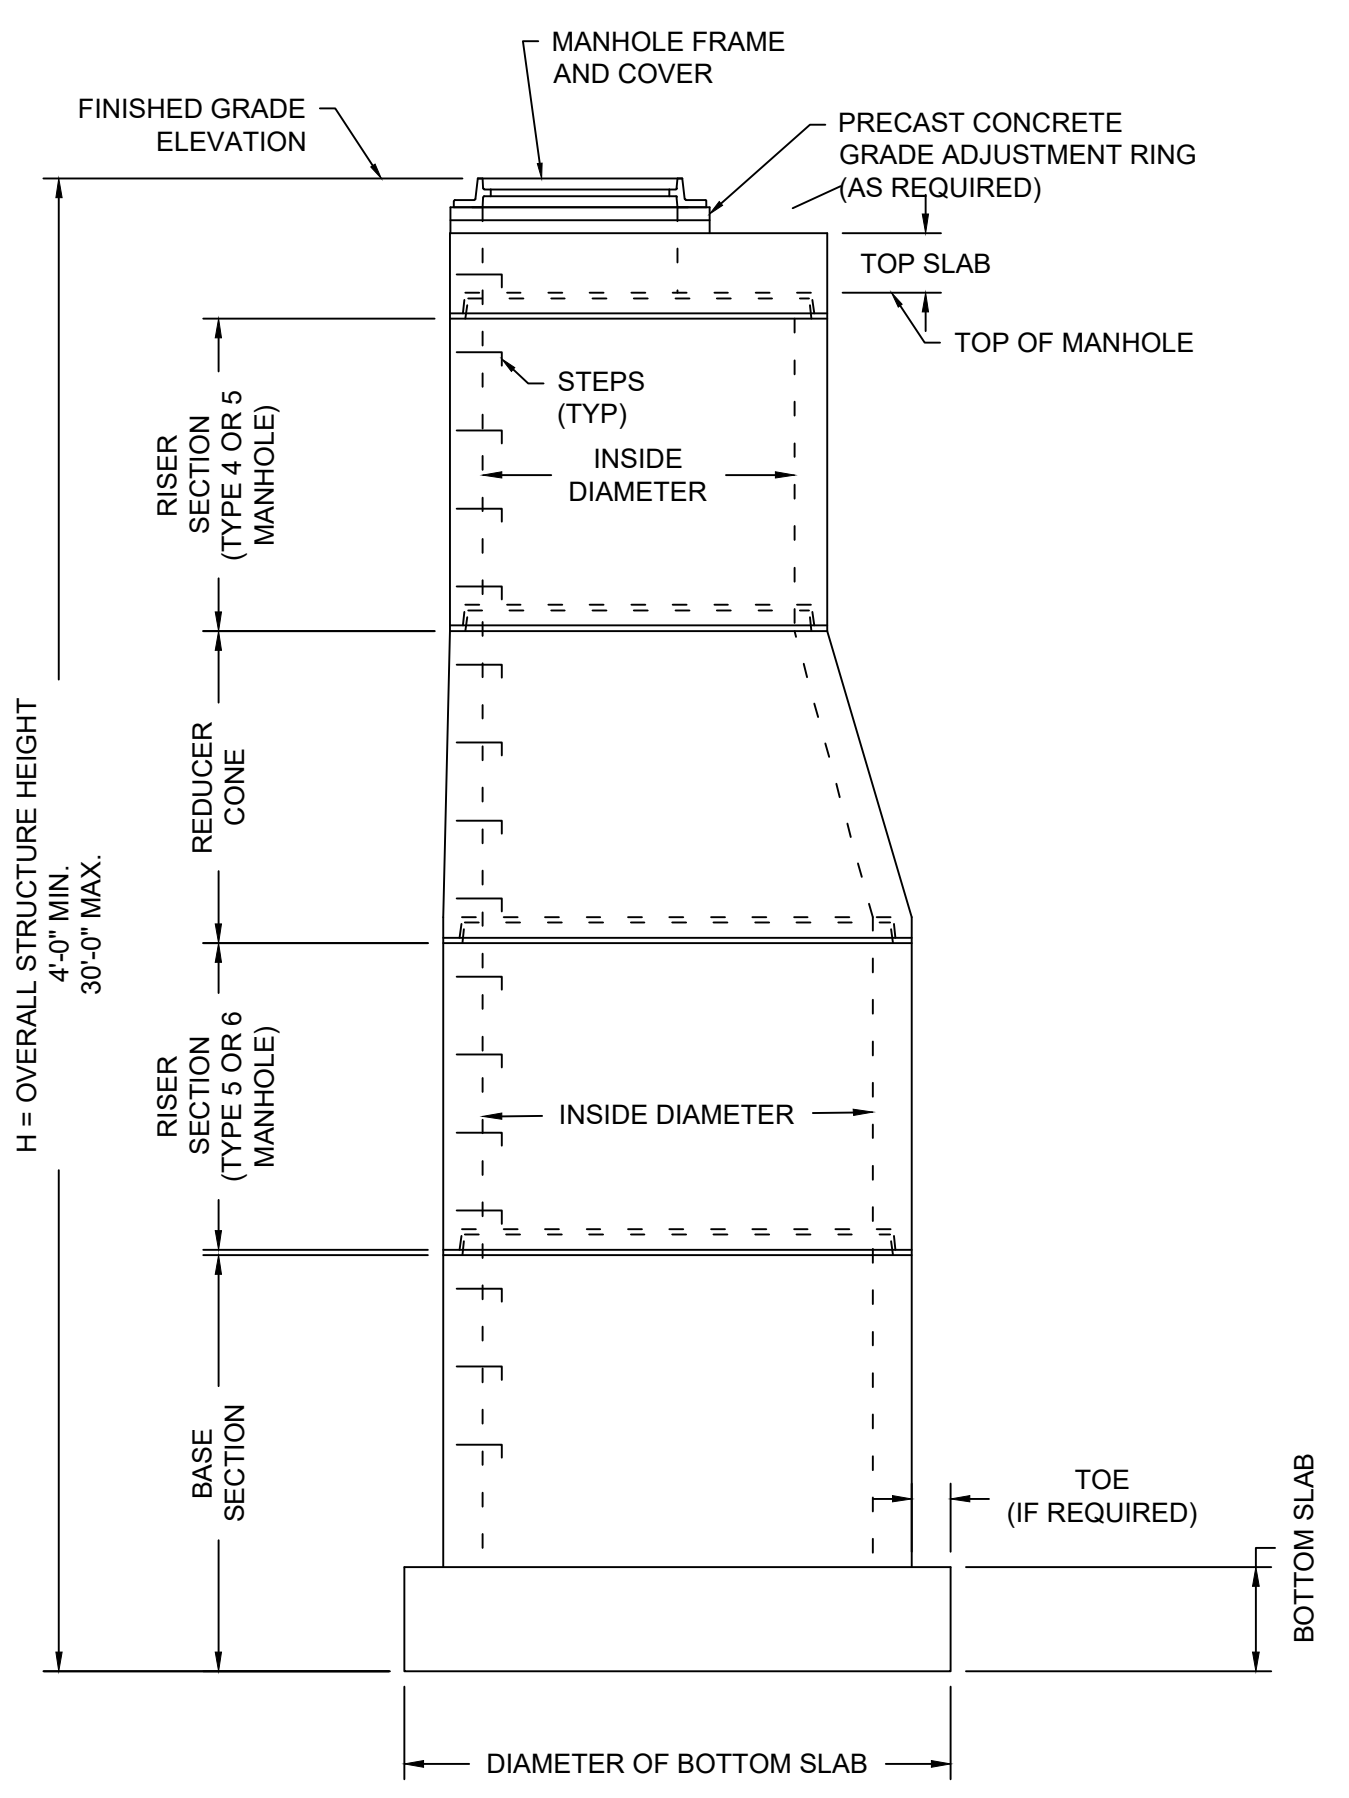 MANHOLE FRAME
AND COVER
FINISHED GRADE
ELEVATION
PRECAST CONCRETE
GRADE ADJUSTMENT RING
(AS REQUIRED)
TOP SLAB
TOP OF MANHOLE
STEPS
(TYP)
INSIDE
DIAMETER
RISER
SECTION
(TYPE 4 OR 5
MANHOLE)
REDUCER
CONE
H = OVERALL STRUCTURE HEIGHT
4'-0" MIN.
30'-0" MAX.
RISER
SECTION
(TYPE 5 OR 6
MANHOLE)
INSIDE DIAMETER
BASE
SECTION
TOE
(IF REQUIRED)
BOTTOM SLAB
DIAMETER OF BOTTOM SLAB